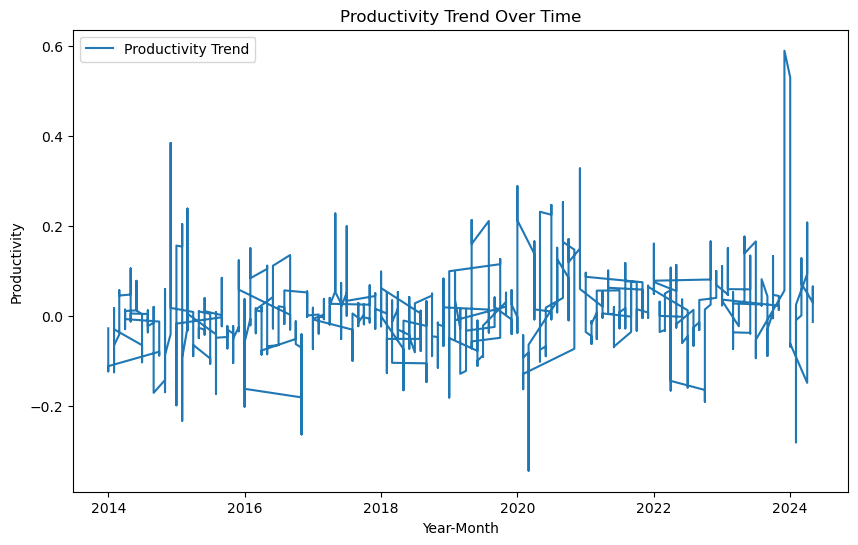 Productivity Trend Over Time
Productivity Trend
0.6
0.4
0.2
0.0
−0.2
Productivity
2014 2016 2018 2020 2022 2024
Year-Month